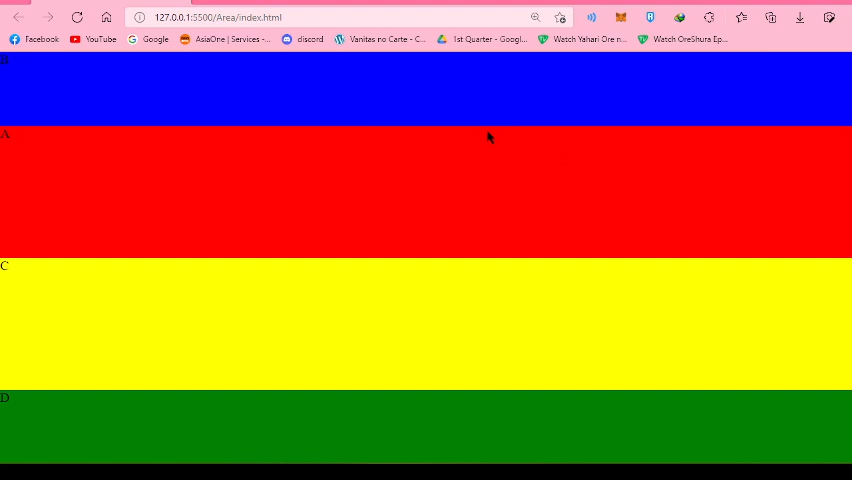 127.0.0.1:5500/Area/index.html
Facebook YouTube Google AsiaOne | Services -... discord Vanitas no Carte - C... 1st Quarter - Googl... Watch Yahari Ore n... Watch OreShura Ep...
B
A
C
D